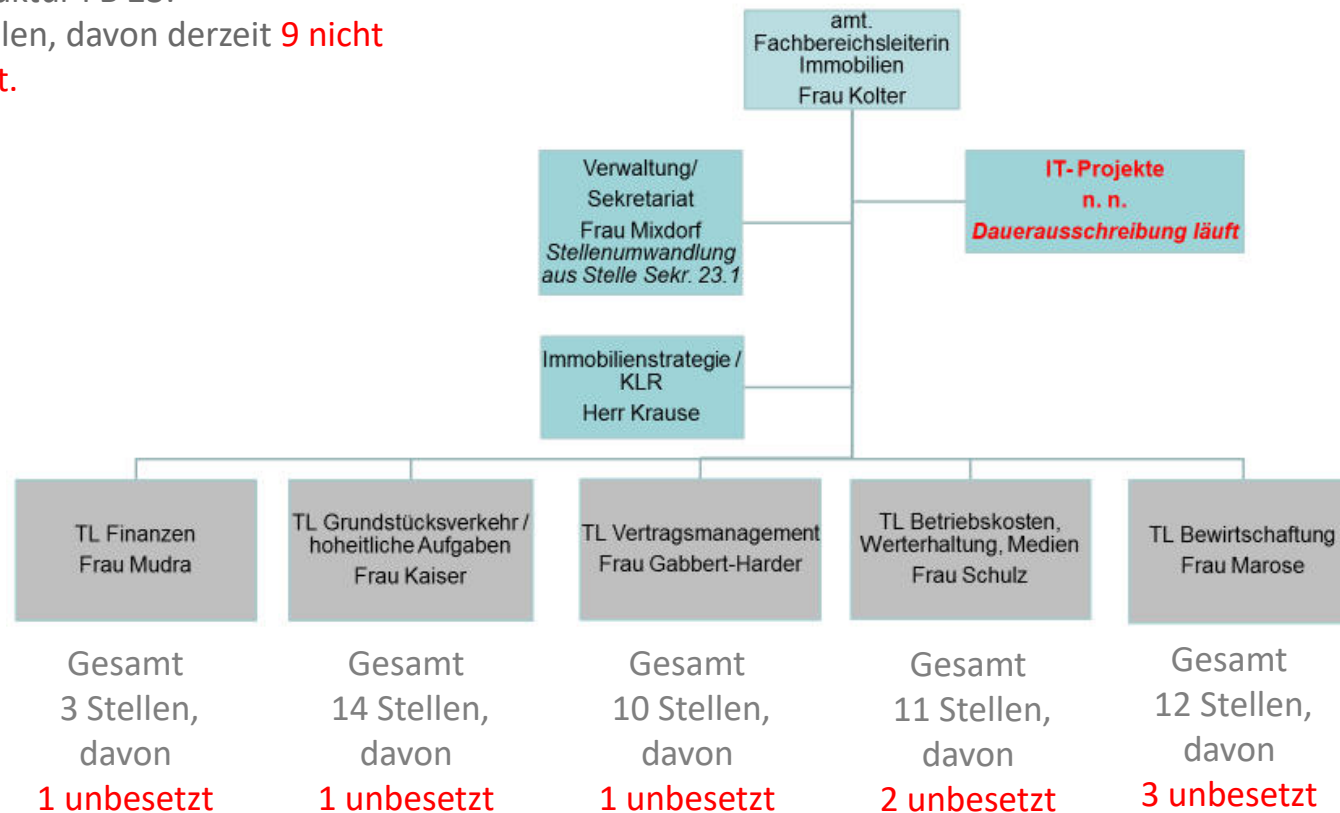 len, davon derzeit 9 nicht
t.
amt.
Fachbereichsleiterin
Immobilien
Frau Kolter
Verwaltung/
Sekretariat
Frau Mixdorf
Stellenumwandlung
aus Stelle Sekr. 23.1
IT- Projekte
n. n.
Dauerausschreibung läuft
Immobilienstrategie /
KLR
Herr Krause
TL Finanzen
Frau Mudra
TL Grundstücksverkehr /
hoheitliche Aufgaben
Frau Kaiser
TL Vertragsmanagement
Frau Gabbert-Harder
TL Betriebskosten,
Werterhaltung, Medien
Frau Schulz
TL Bewirtschaftung
Frau Marose
Gesamt
3 Stellen,
davon
1 unbesetzt
Gesamt
14 Stellen,
davon
1 unbesetzt
Gesamt
10 Stellen,
davon
1 unbesetzt
Gesamt
11 Stellen,
davon
2 unbesetzt
Gesamt
12 Stellen,
davon
3 unbesetzt